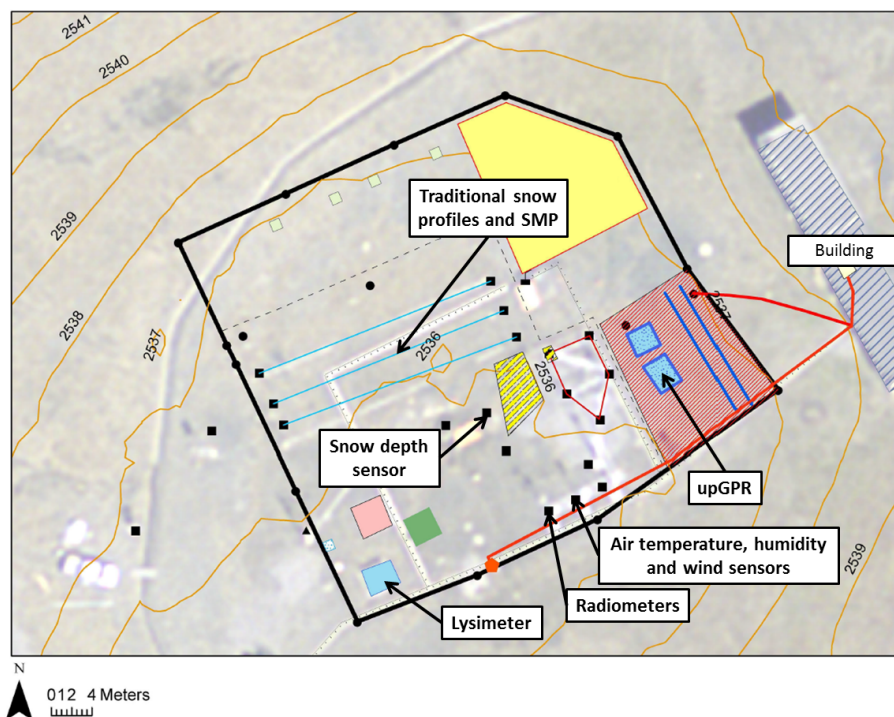 2541
2540
2539
2538
2537
Traditional snow
profiles and SMP
Building
2537
2536
2536
Snow depth
sensor
upGPR
Air temperature, humidity
and wind sensors
Radiometers
Lysimeter
2539
N
012 4 Meters